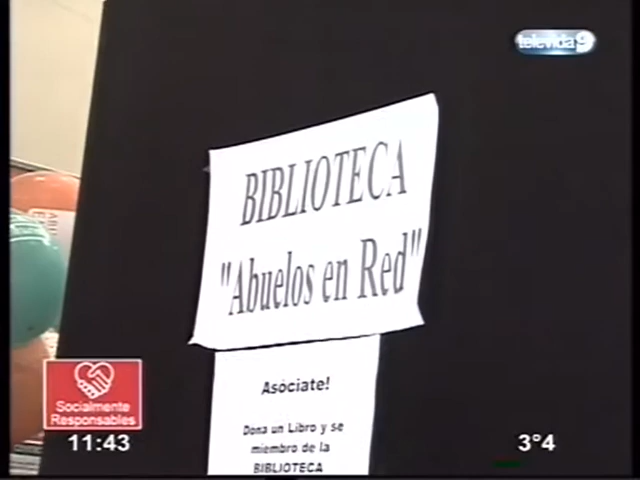 televida9
BIBLIOTECA
"Abuelos en Red"
Asóciate!
Dona un Libro y se
miembro de la
BIBLIOTECA
Socialmente
Responsables
11:43
3°4